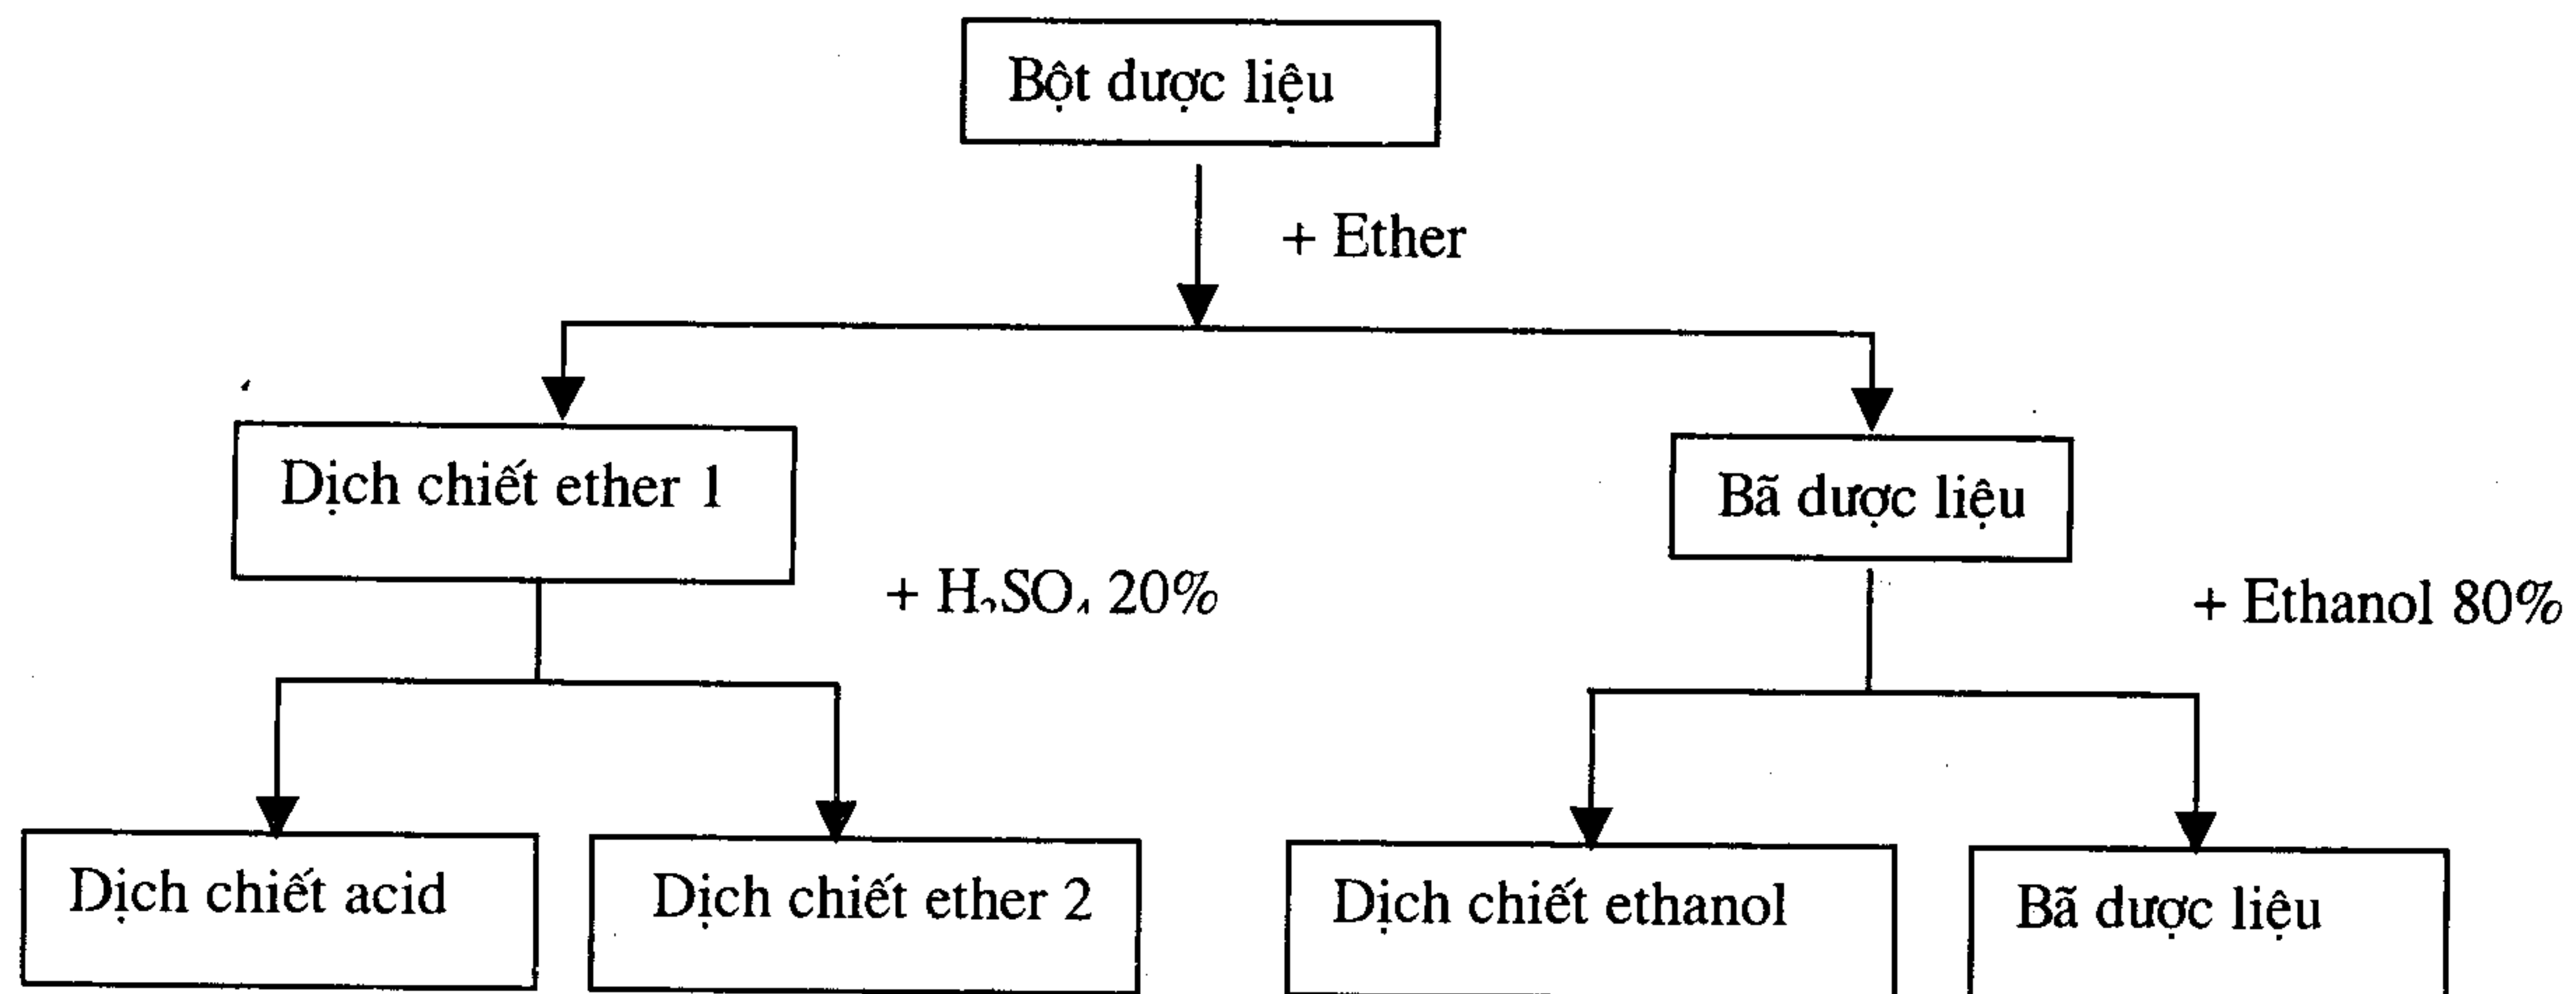 Bột dược liệu
+ Ether
Dịch chiết ether 1
Bã dược liệu
+ H₂SO₄ 20%
+ Ethanol 80%
Dịch chiết acid
Dịch chiết ether 2
Dịch chiết ethanol
Bã dược liệu